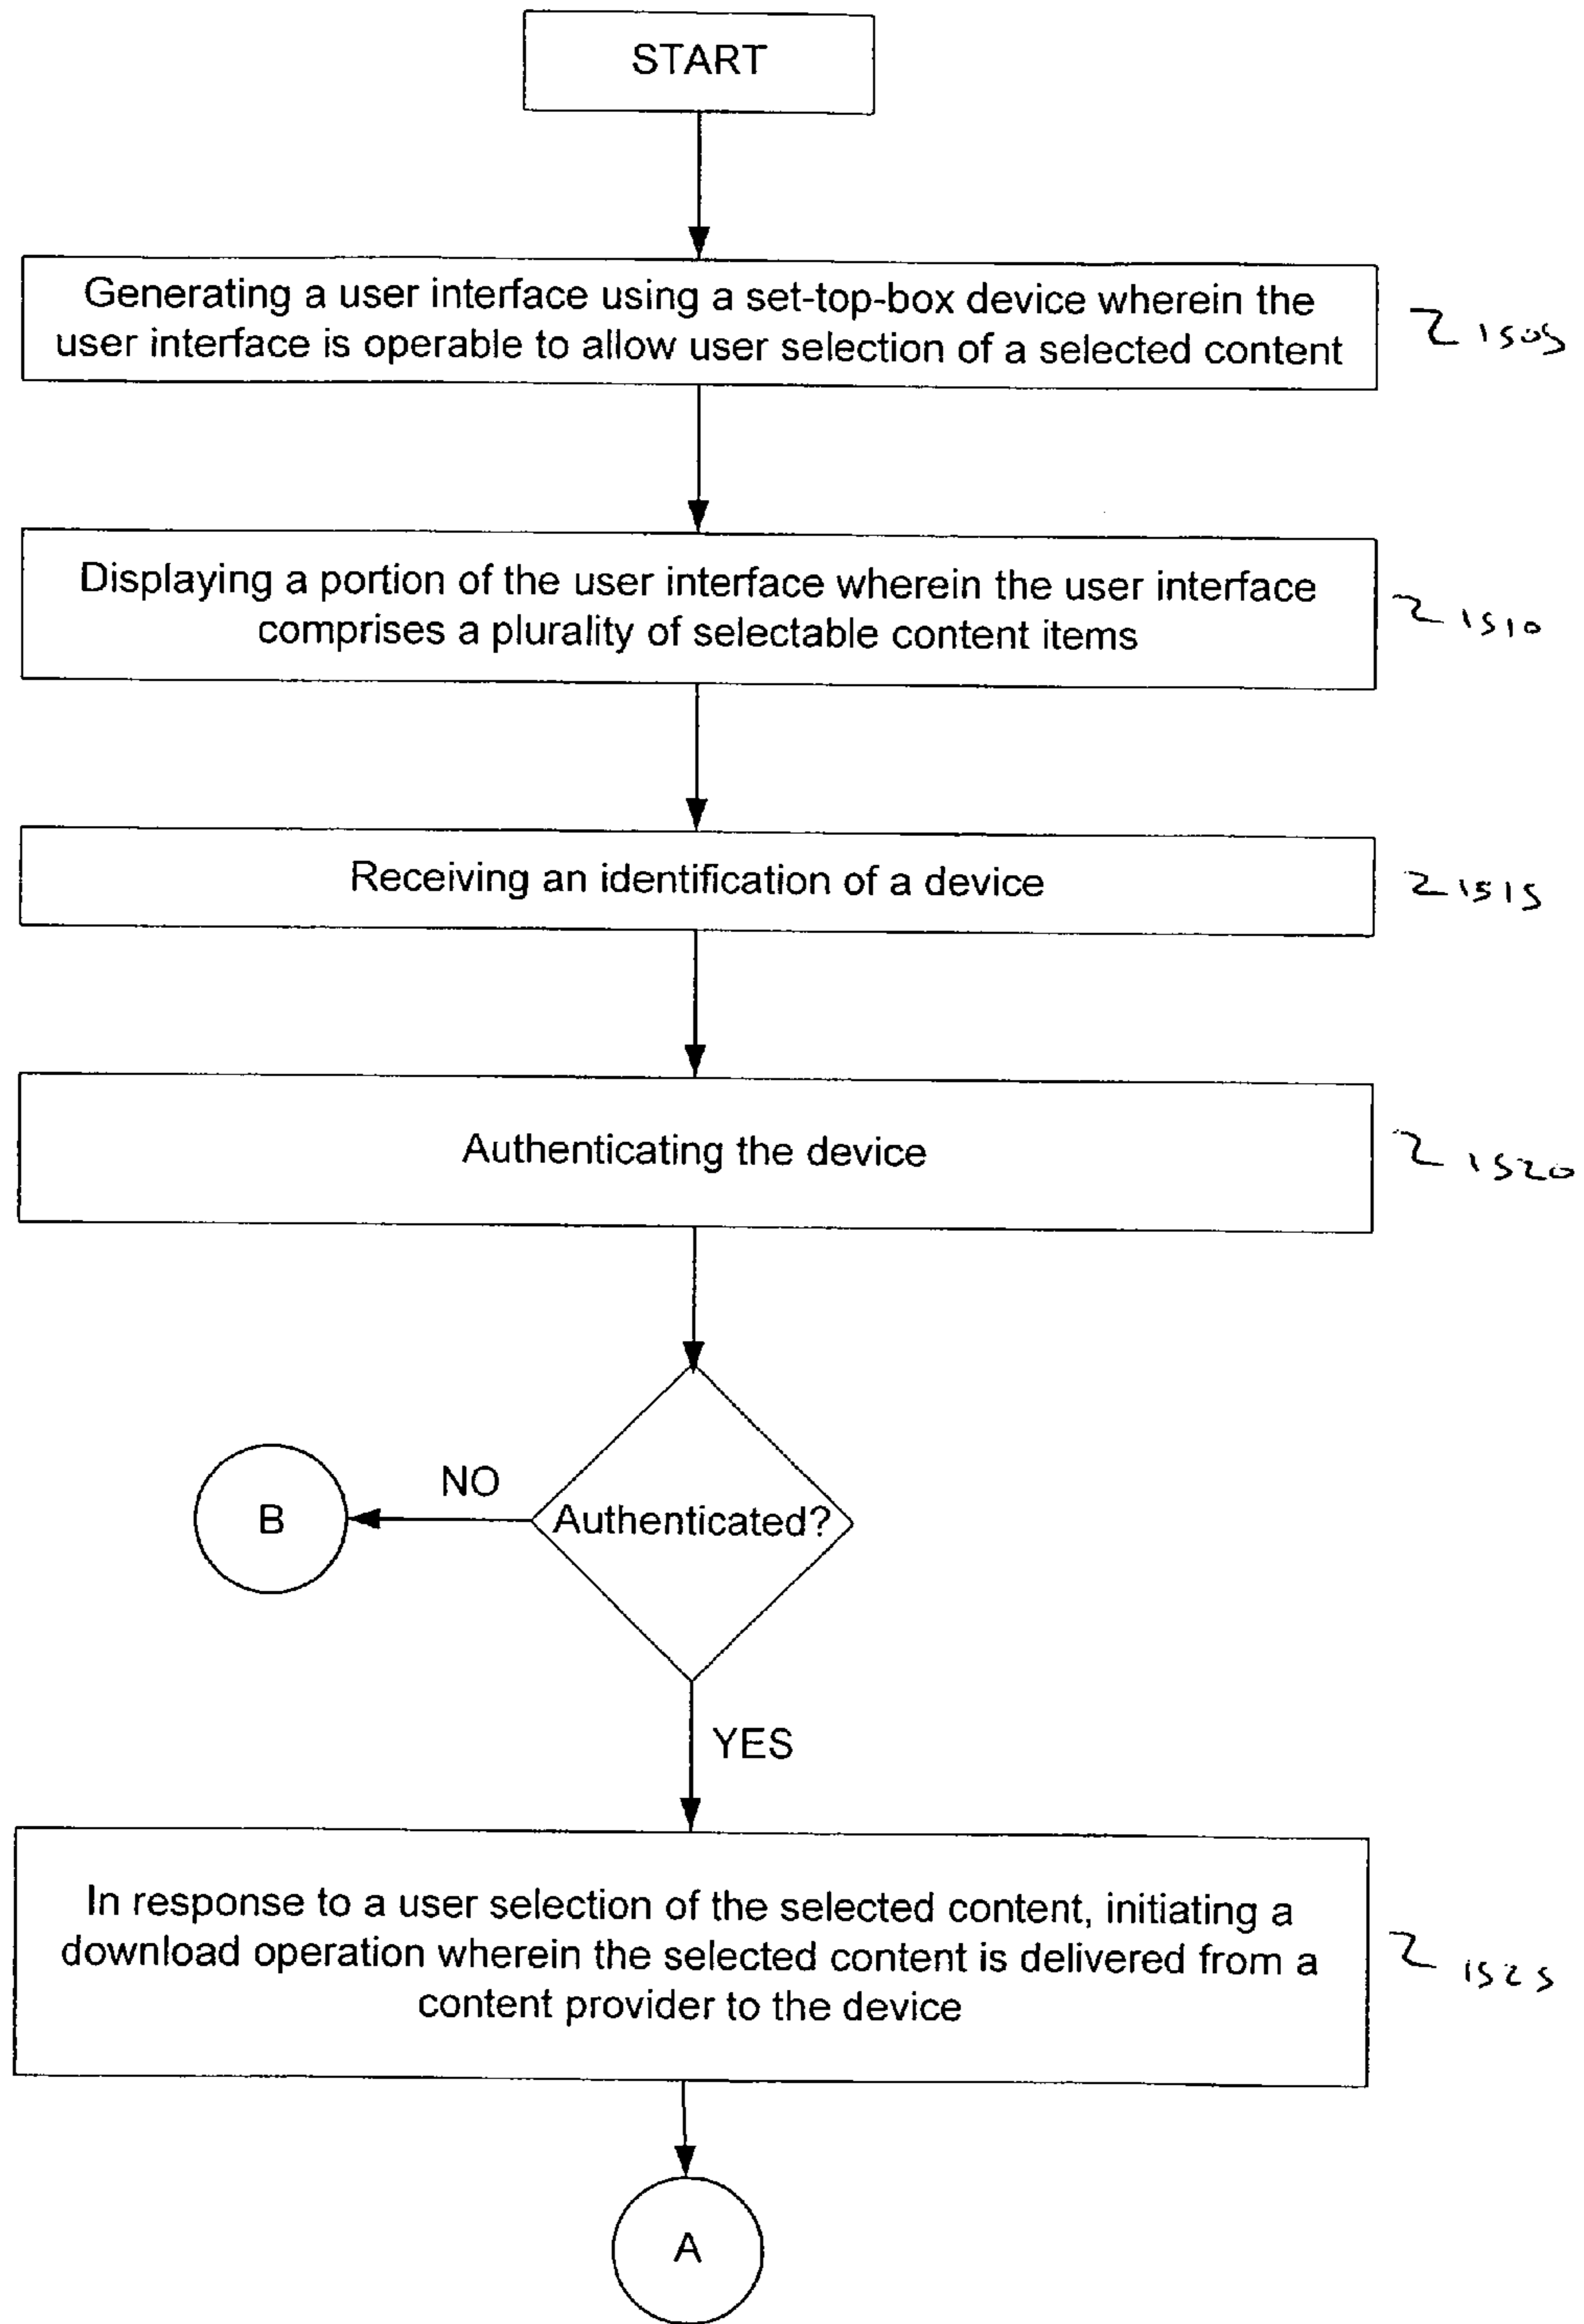 START
Generating a user interface using a set-top-box device wherein the
user interface is operable to allow user selection of a selected content
1505
Displaying a portion of the user interface wherein the user interface
comprises a plurality of selectable content items
1510
Receiving an identification of a device
1515
Authenticating the device
1520
Authenticated?
NO
B
YES
In response to a user selection of the selected content, initiating a
download operation wherein the selected content is delivered from a
content provider to the device
1525
A